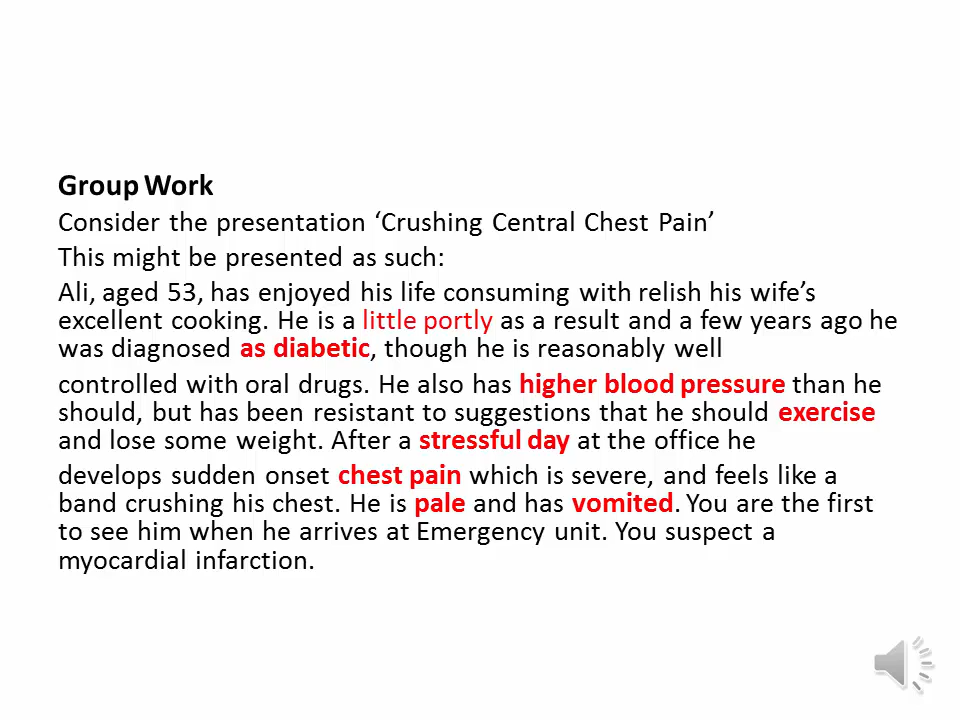 Group Work
Consider the presentation ‘Crushing Central Chest Pain’
This might be presented as such:
Ali, aged 53, has enjoyed his life consuming with relish his wife’s
excellent cooking. He is a little portly as a result and a few years ago he
was diagnosed as diabetic, though he is reasonably well
controlled with oral drugs. He also has higher blood pressure than he
should, but has been resistant to suggestions that he should exercise
and lose some weight. After a stressful day at the office he
develops sudden onset chest pain which is severe, and feels like a
band crushing his chest. He is pale and has vomited. You are the first
to see him when he arrives at Emergency unit. You suspect a
myocardial infarction.